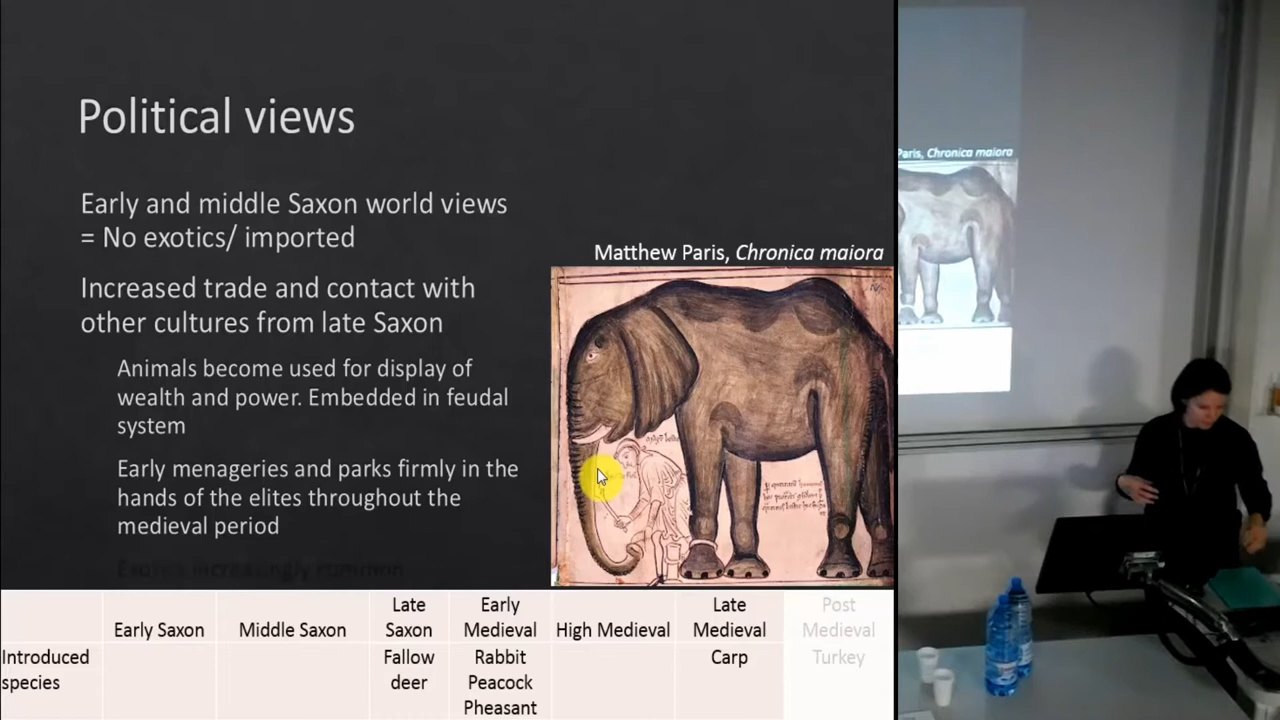 Political views
Early and middle Saxon world views
= No exotics/ imported
Increased trade and contact with
other cultures from late Saxon
Animals become used for display of
wealth and power. Embedded in feudal
system
Early menageries and parks firmly in the
hands of the elites throughout the
medieval period
Exotics increasingly common
Matthew Paris, Chronica maiora
Paris, Chronica maiora
Early Saxon
Middle Saxon
Late
Saxon
Early
Medieval
High Medieval
Late
Medieval
Post
Medieval
Introduced
species
Fallow
deer
Rabbit
Peacock
Pheasant
Carp
Turkey